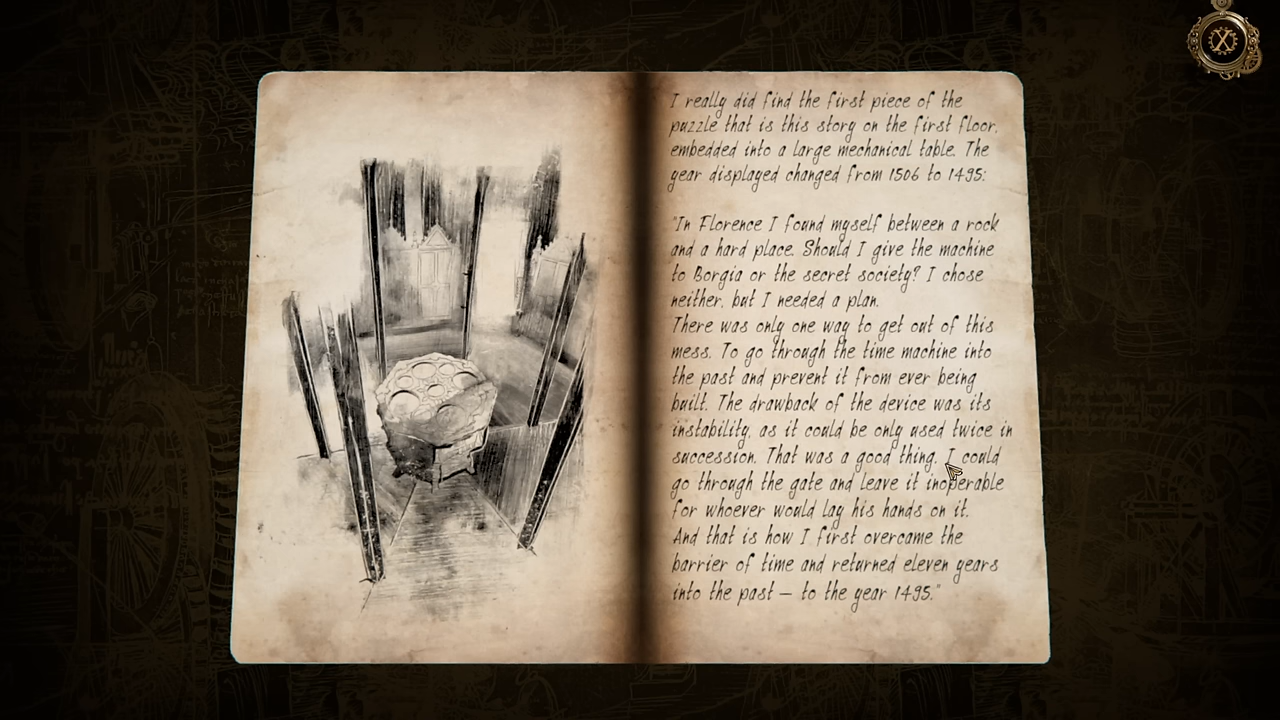 I really did find the first piece of the
puzzle that is this story on the first floor,
embedded into a large mechanical table. The
year displayed changed from 1506 to 1495:
"In Florence I found myself between a rock
and a hard place. Should I give the machine
to Borgia or the secret society? I chose
neither, but I needed a plan.
There was only one way to get out of this
mess. To go through the time machine into
the past and prevent it from ever being
built. The drawback of the device was its
instability, as it could be only used twice in
succession. That was a good thing. I could
go through the gate and leave it inoperable
for whoever would lay his hands on it.
And that is how I first overcame the
barrier of time and returned eleven years
into the past – to the year 1495."